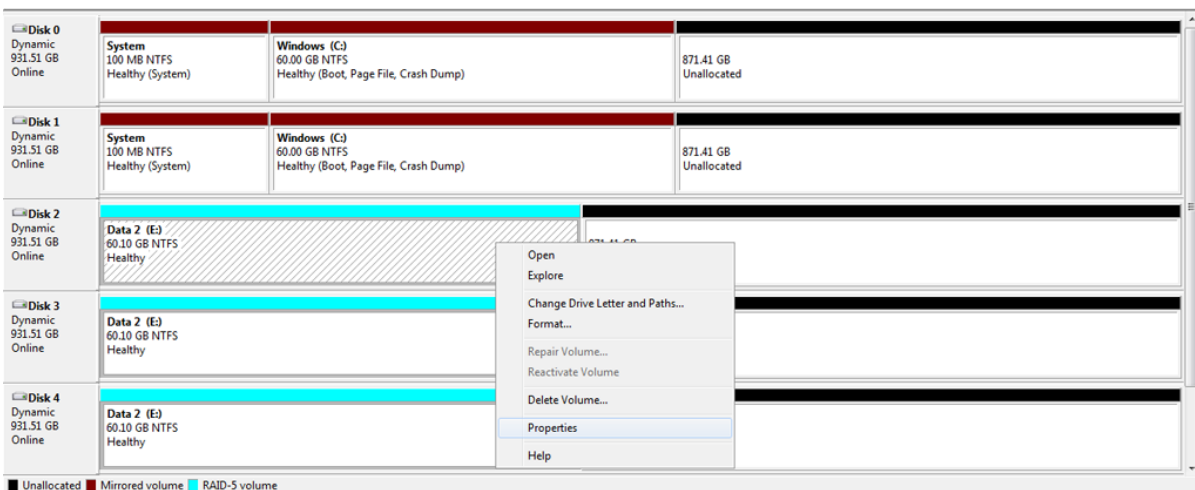 Disk 0
Dynamic
931.51 GB
Online
System
100 MB NTFS
Healthy (System)
Windows (C:)
60.00 GB NTFS
Healthy (Boot, Page File, Crash Dump)
871.41 GB
Unallocated
Disk 1
Dynamic
931.51 GB
Online
System
100 MB NTFS
Healthy (System)
Windows (C:)
60.00 GB NTFS
Healthy (Boot, Page File, Crash Dump)
871.41 GB
Unallocated
Disk 2
Dynamic
931.51 GB
Online
Data 2 (E:)
60.10 GB NTFS
Healthy
Open
Explore
Change Drive Letter and Paths...
Format...
Repair Volume...
Reactivate Volume
Delete Volume...
Properties
Help
Disk 3
Dynamic
931.51 GB
Online
Data 2 (E:)
60.10 GB NTFS
Healthy
Disk 4
Dynamic
931.51 GB
Online
Data 2 (E:)
60.10 GB NTFS
Healthy
Unallocated Mirrored volume RAID-5 volume